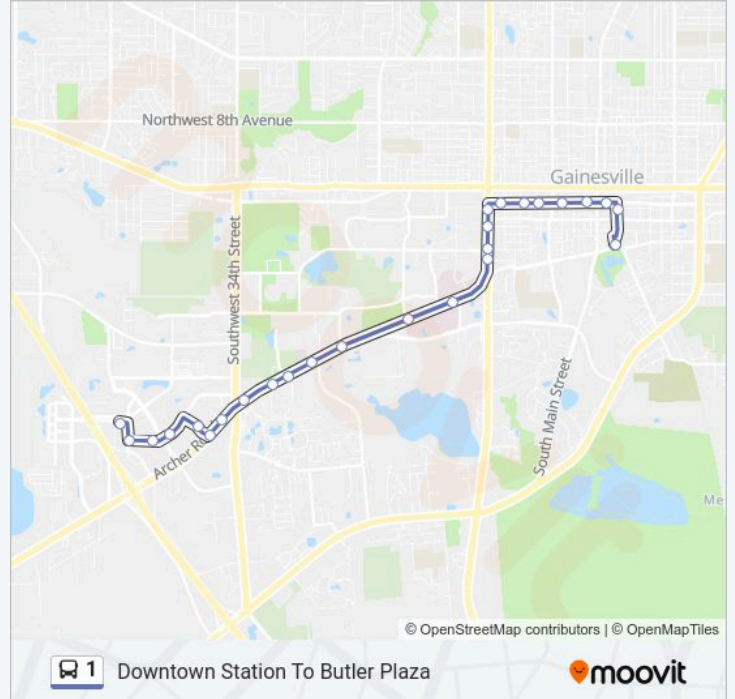 Northwest 8th Avenue
Gainesville
Southwest 34th Street
South Main Street
Archer R
Me
© OpenStreetMap contributors | © OpenMapTiles
1 Downtown Station To Butler Plaza
moovit